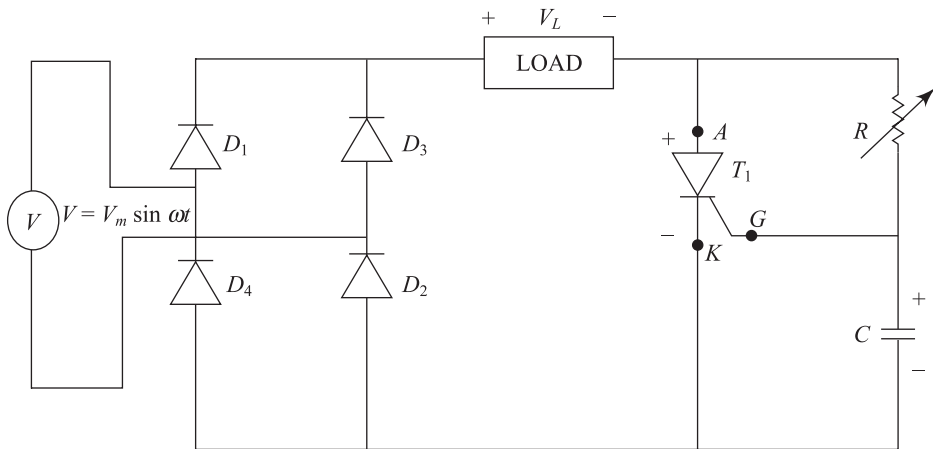 + V_L −
LOAD
D_1
D_3
+ A
R
T_1
V
V = V_m sin ωt
G
− K
D_4
D_2
+
C
−